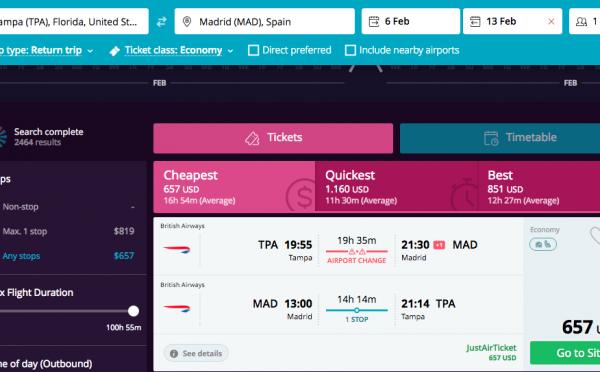 ampa (TPA), Florida, United St...
Madrid (MAD), Spain
6 Feb
13 Feb
1
p type: Return trip
Ticket class: Economy
Direct preferred
Include nearby airports
FEB
FEB
Search complete
2464 results
Tickets
Timetable
ps
Non-stop -
Max. 1 stop $819
Any stops $657
x Flight Duration
100h 55m
ne of day (Outbound)
Cheapest
657 USD
16h 54m (Average)
Quickest
1,160 USD
11h 30m (Average)
Best
851 USD
12h 27m (Average)
British Airways
TPA 19:55
Tampa
19h 35m
AIRPORT CHANGE
21:30 +1 MAD
Madrid
British Airways
MAD 13:00
Madrid
14h 14m
1 STOP
21:14 TPA
Tampa
See details
JustAirTicket
657 USD
Economy
657 U
Go to Sit